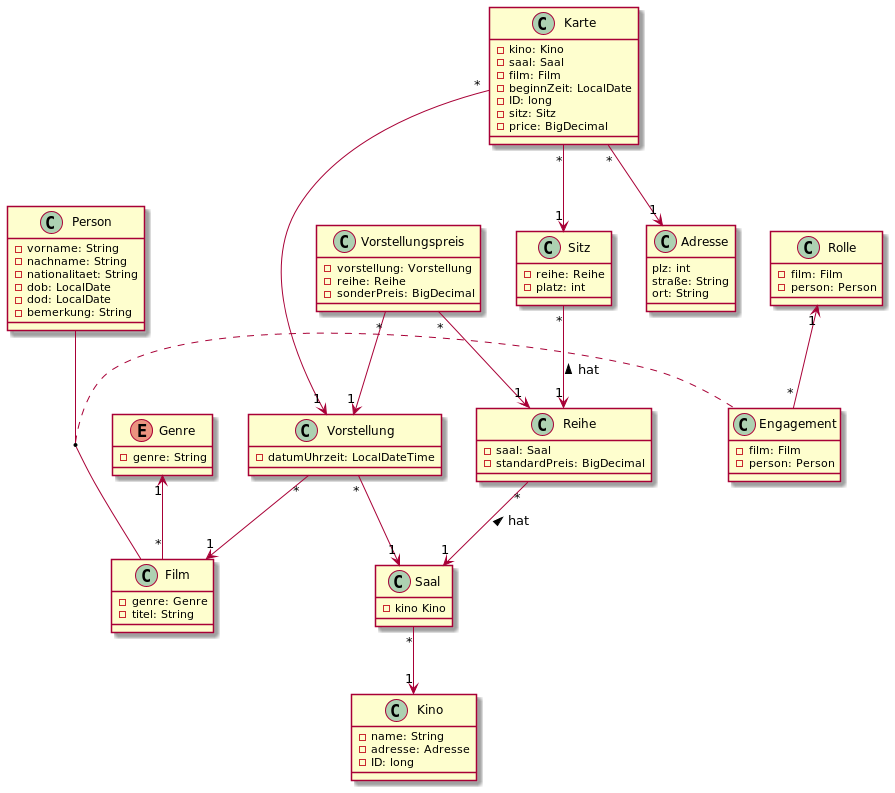 C Karte
kino: Kino
saal: Saal
film: Film
beginnZeit: LocalDate
ID: long
sitz: Sitz
price: BigDecimal
*
*
*
C Person
vorname: String
nachname: String
nationalitaet: String
dob: LocalDate
dod: LocalDate
bemerkung: String
1
1
C Vorstellungspreis
vorstellung: Vorstellung
reihe: Reihe
sonderPreis: BigDecimal
C Sitz
reihe: Reihe
platz: int
C Adresse
plz: int
straße: String
ort: String
C Rolle
film: Film
person: Person
*
*
*
1
hat
1
1
1
1
*
E Genre
genre: String
C Vorstellung
datumUhrzeit: LocalDateTime
C Reihe
saal: Saal
standardPreis: BigDecimal
C Engagement
film: Film
person: Person
1
*
*
*
hat
*
1
1
1
C Film
genre: Genre
titel: String
C Saal
kino Kino
*
1
C Kino
name: String
adresse: Adresse
ID: long